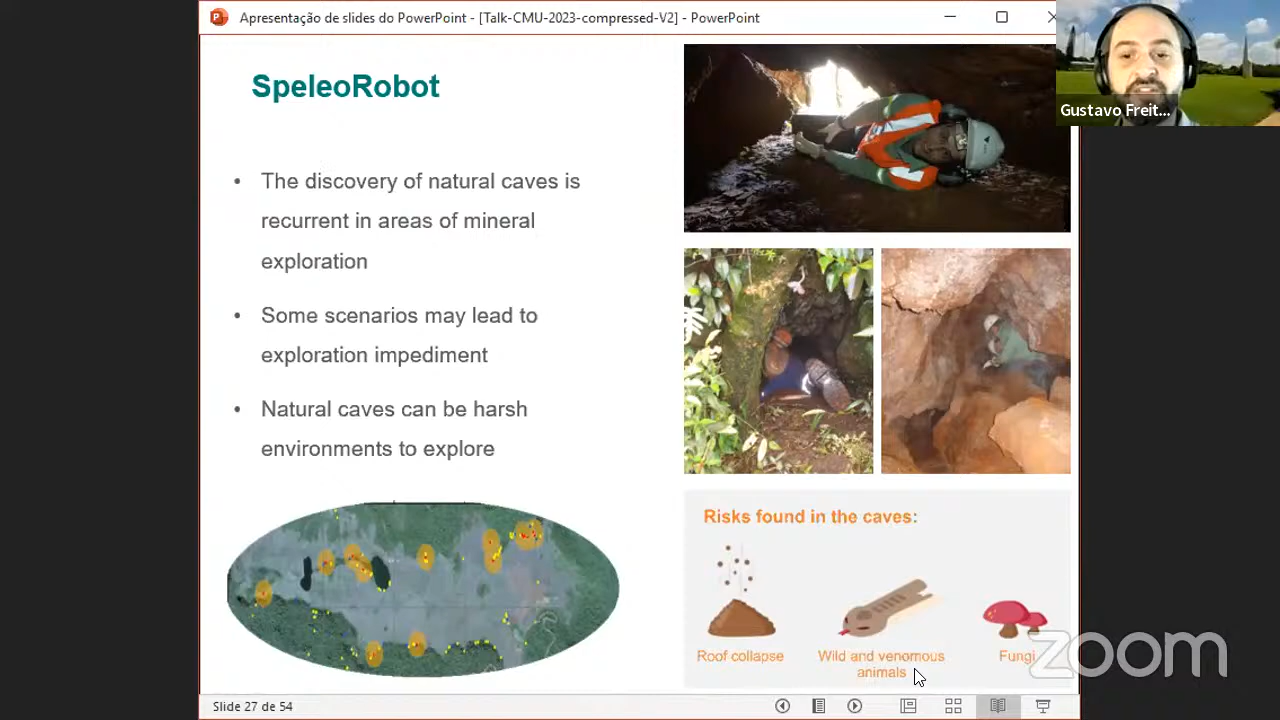 Apresentação de slides do PowerPoint - [Talk-CMU-2023-compressed-V2] - PowerPoint
Gustavo Freit...
SpeleoRobot
• The discovery of natural caves is
recurrent in areas of mineral
exploration
• Some scenarios may lead to
exploration impediment
• Natural caves can be harsh
environments to explore
Risks found in the caves:
Roof collapse
Wild and venomous
animals
Fungi
zoom
Slide 27 de 54